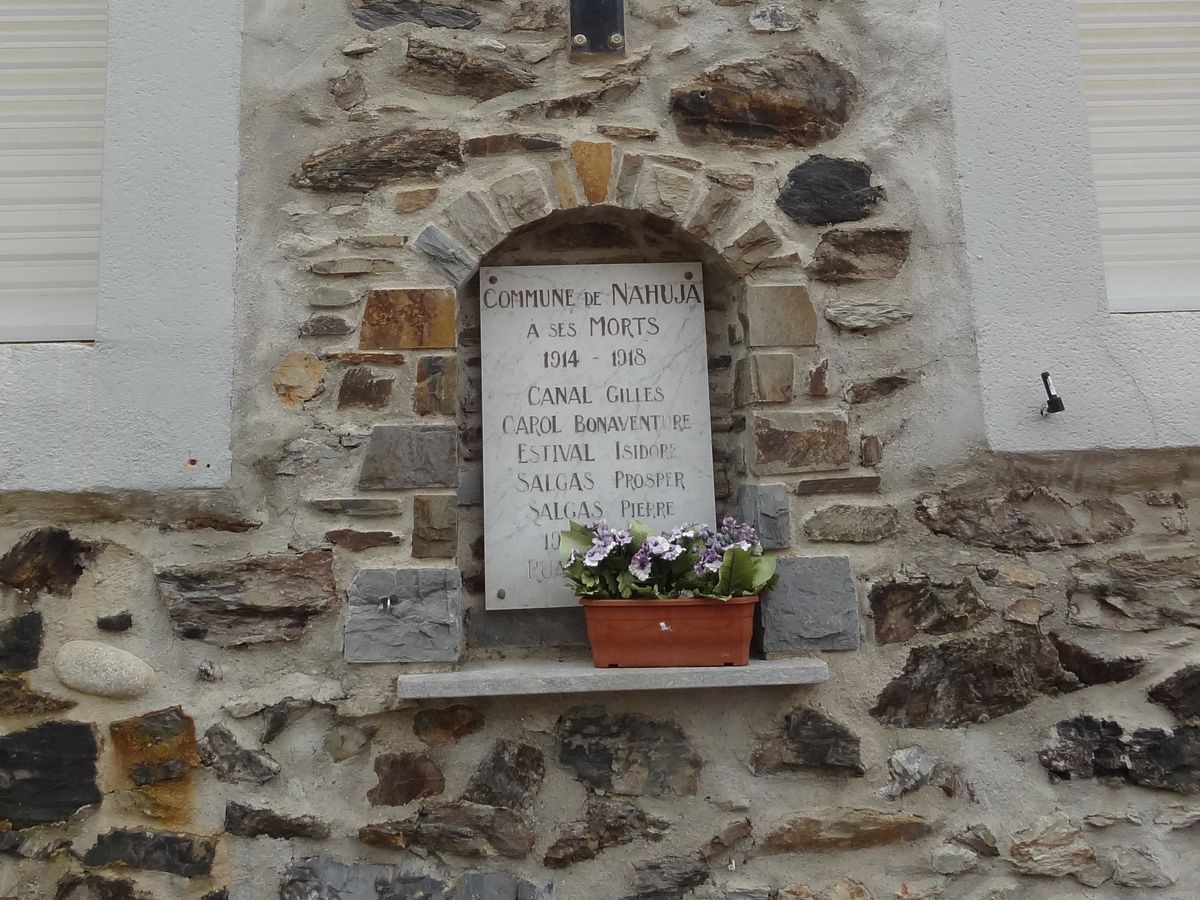 COMMUNE DE NAHUJA
À SES MORTS
1914 - 1918
CANAL GILLES
CAROL BONAVENTURE
ESTIVAL ISIDORE
SALGAS PROSPER
SALGAS PIERRE